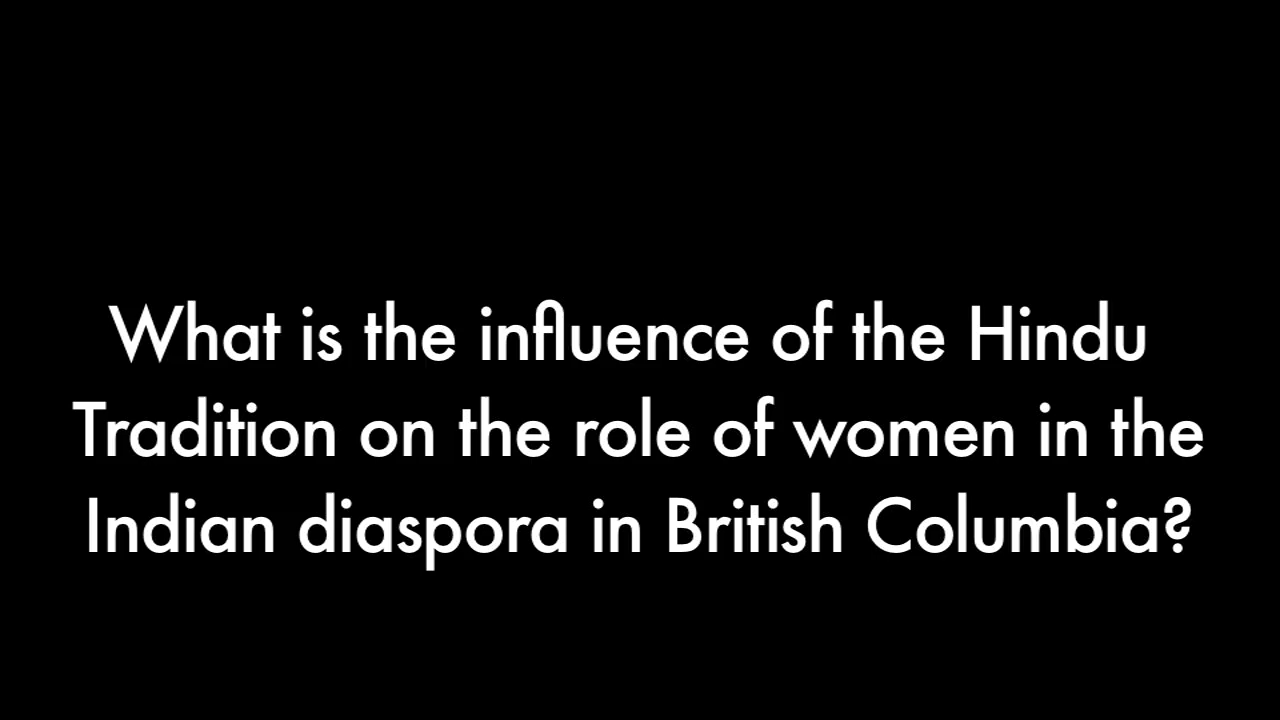 What is the influence of the Hindu
Tradition on the role of women in the
Indian diaspora in British Columbia?